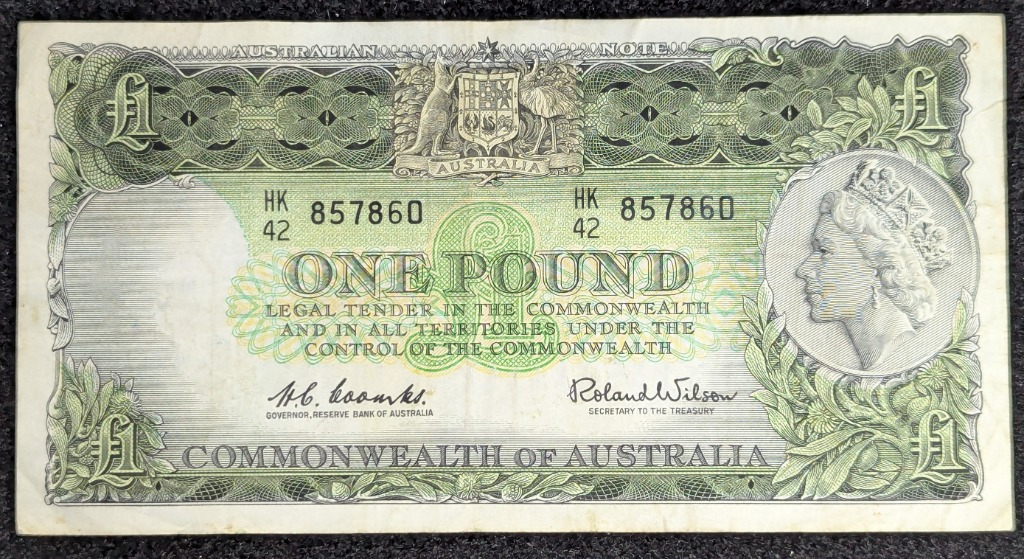 AUSTRALIAN NOTE
£1 £1
AUSTRALIA
HK 42 857860 HK 42 857860
ONE POUND
LEGAL TENDER IN THE COMMONWEALTH
AND IN ALL TERRITORIES UNDER THE
CONTROL OF THE COMMONWEALTH
H.C. Coombs. Roland Wilson
GOVERNOR, RESERVE BANK OF AUSTRALIA SECRETARY TO THE TREASURY
£1 £1
COMMONWEALTH OF AUSTRALIA